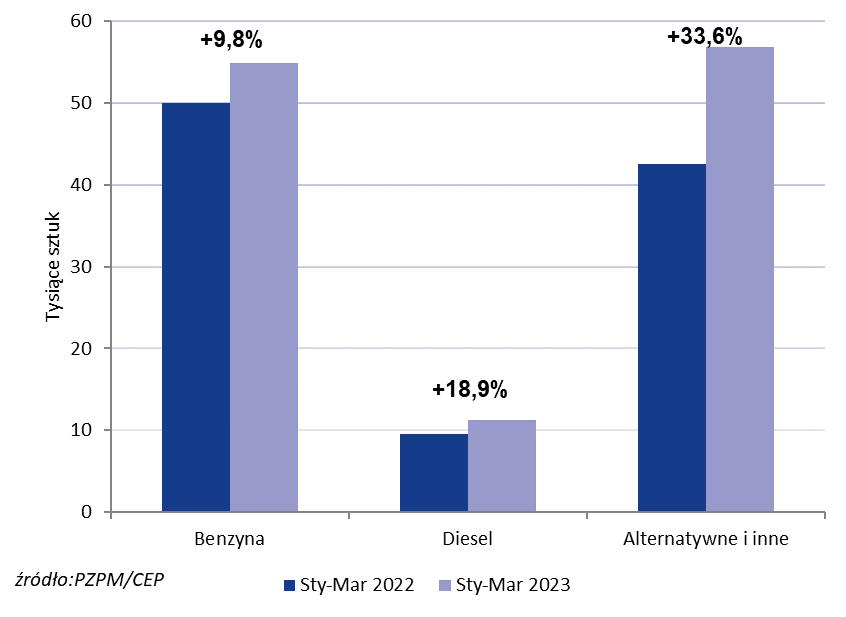 60
+9,8%
+33,6%
50
40
Tysiące sztuk
30
20
+18,9%
10
0
Benzyna
Diesel
Alternatywne i inne
źródło:PZPM/CEP
Sty-Mar 2022
Sty-Mar 2023